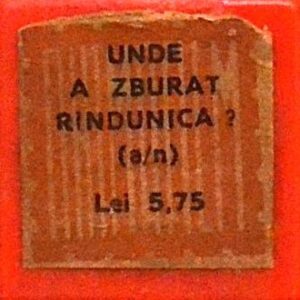 UNDE
A ZBURAT
RINDUNICA ?
(a/n)
Lei 5,75